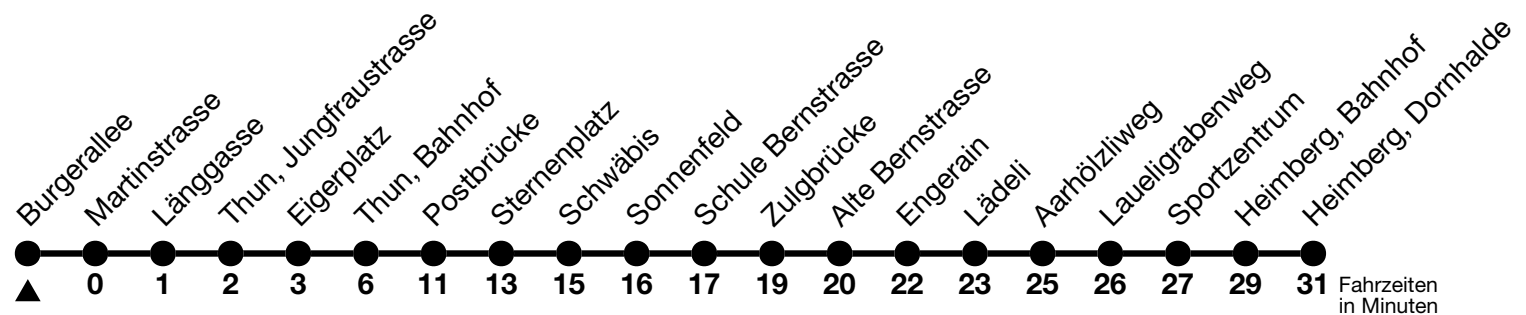 Burgerallee
Martinstrasse
Länggasse
Thun, Jungfraustrasse
Eigerplatz
Thun, Bahnhof
Postbrücke
Sternenplatz
Schwäbis
Sonnenfeld
Schule Bernstrasse
Zulgbrücke
Alte Bernstrasse
Engerain
Lädeli
Aarhölzliweg
Laueligrabenweg
Sportzentrum
Heimberg, Bahnhof
Heimberg, Dornhalde
0 1 2 3 6 11 13 15 16 17 19 20 22 23 25 26 27 29 31
Fahrzeiten
in Minuten